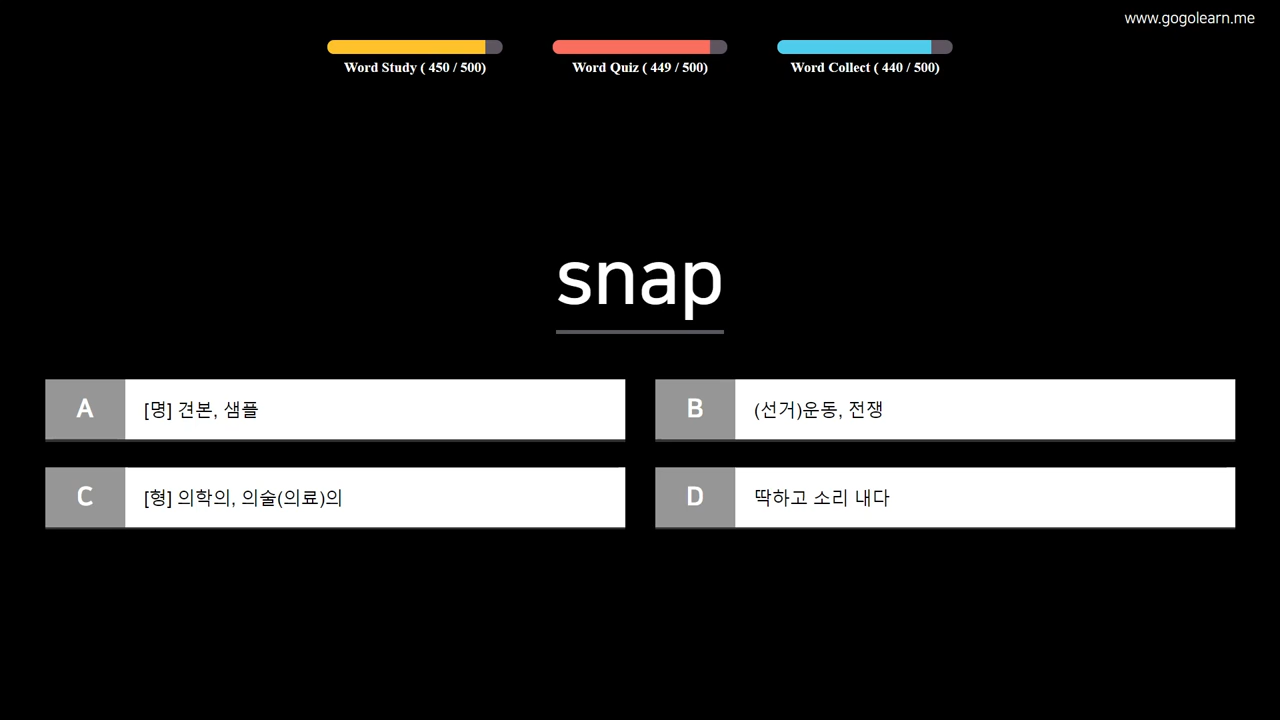 www.gogolearn.me
Word Study ( 450 / 500)
Word Quiz ( 449 / 500)
Word Collect ( 440 / 500)
snap
A [명] 견본, 샘플
B (선거)운동, 전쟁
C [형] 의학의, 의술(의료)의
D 딱하고 소리 내다